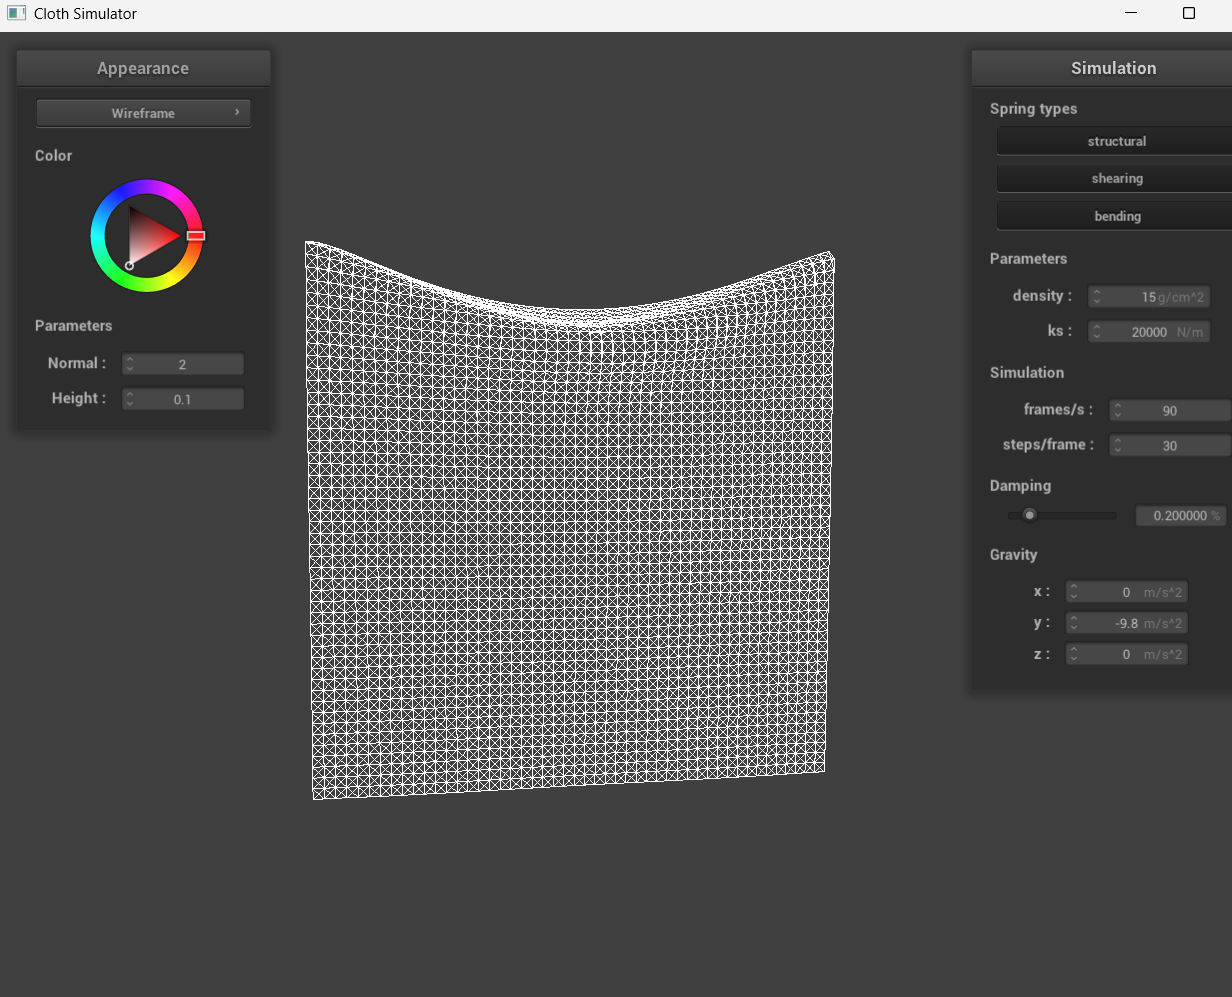 Cloth Simulator
Appearance
Wireframe
Color
Parameters
Normal : 2
Height : 0.1
Simulation
Spring types
structural
shearing
bending
Parameters
density : 15 g/cm^2
ks : 20000 N/m
Simulation
frames/s : 90
steps/frame : 30
Damping
0.200000 %
Gravity
x : 0 m/s^2
y : -9.8 m/s^2
z : 0 m/s^2